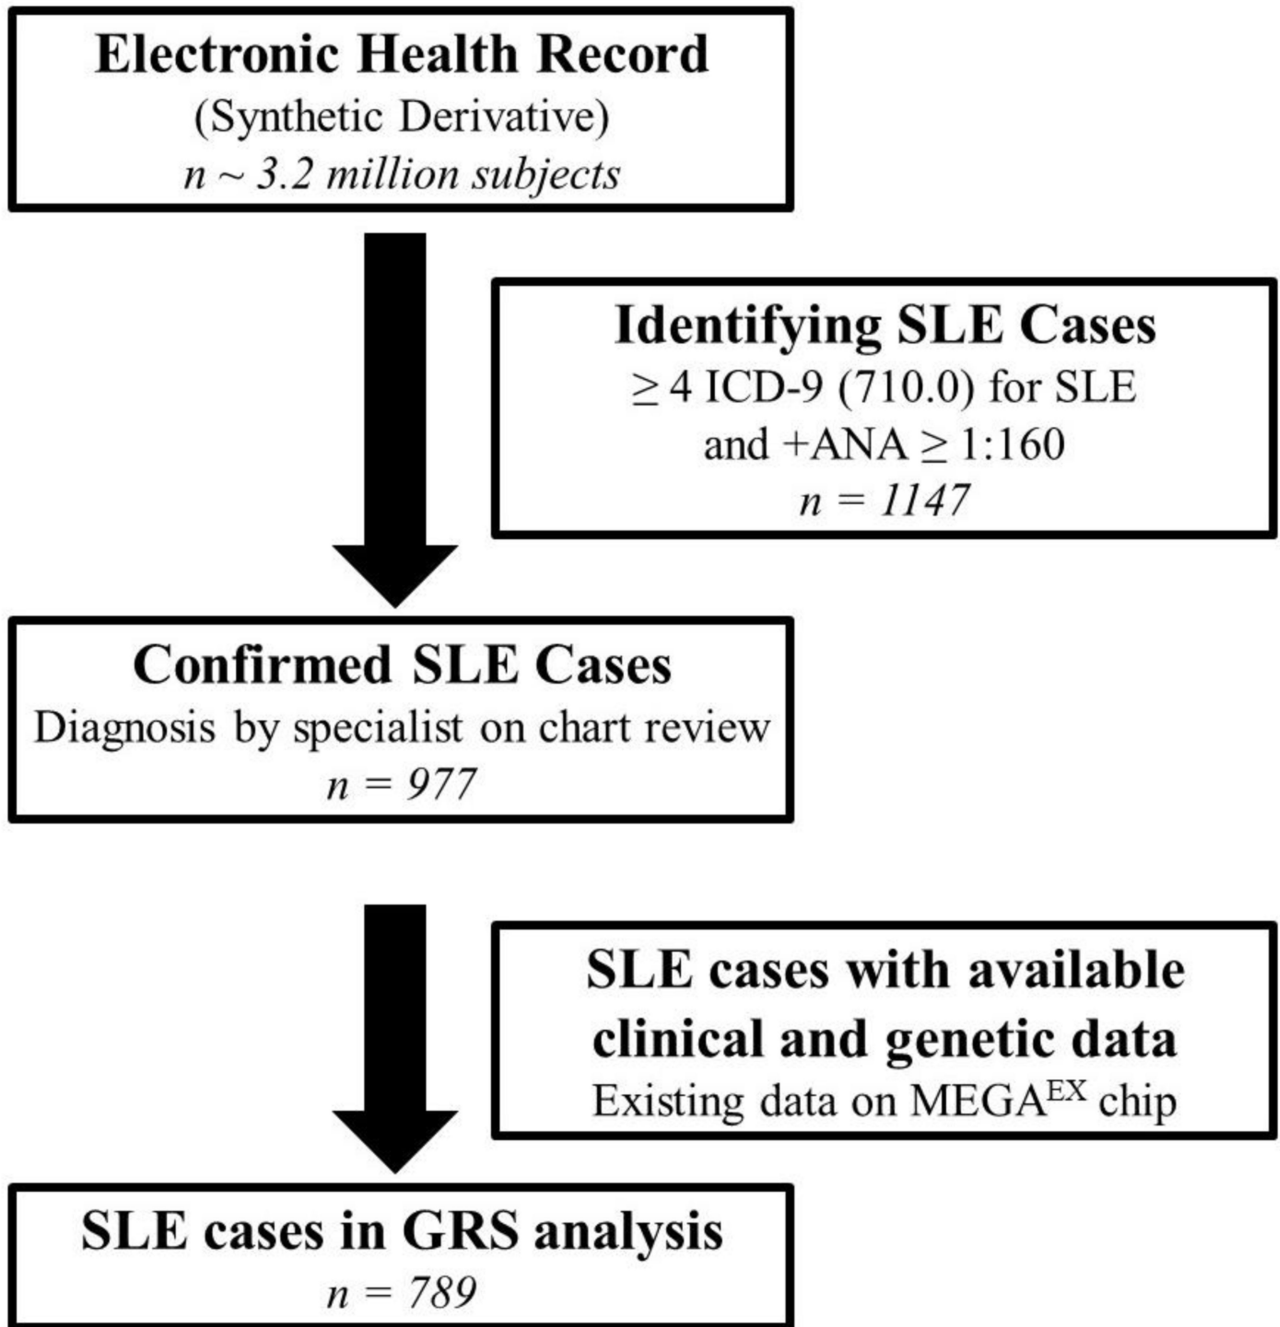 Electronic Health Record
(Synthetic Derivative)
n ~ 3.2 million subjects
Identifying SLE Cases
≥ 4 ICD-9 (710.0) for SLE
and +ANA ≥ 1:160
n = 1147
Confirmed SLE Cases
Diagnosis by specialist on chart review
n = 977
SLE cases with available
clinical and genetic data
Existing data on MEGA^EX chip
SLE cases in GRS analysis
n = 789